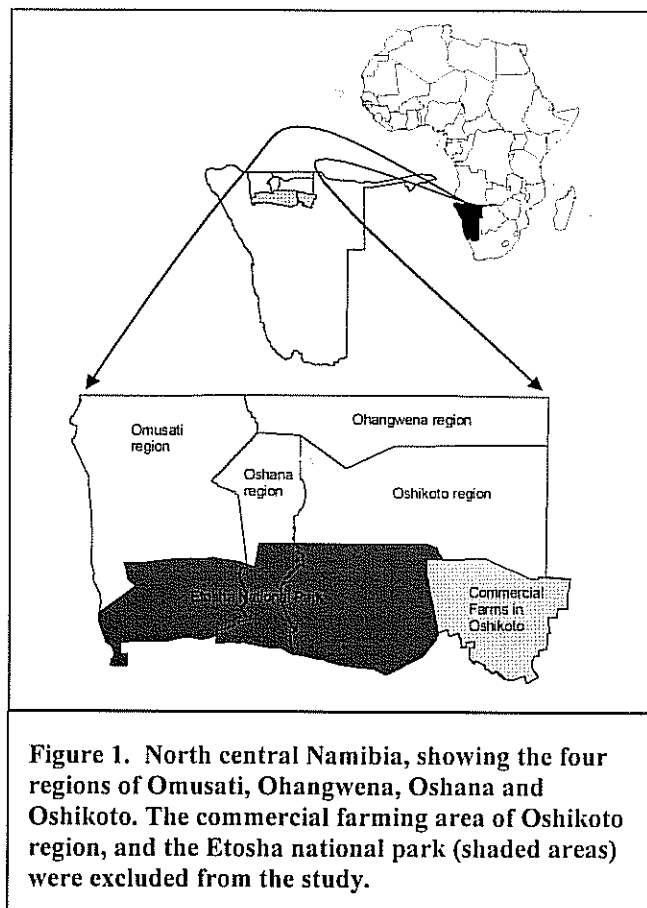 Omusati
region
Ohangwena region
Oshana
region
Oshikoto region
Etosha National Park
Commercial
Farms in
Oshikoto
Figure 1. North central Namibia, showing the four
regions of Omusati, Ohangwena, Oshana and
Oshikoto. The commercial farming area of Oshikoto
region, and the Etosha national park (shaded areas)
were excluded from the study.